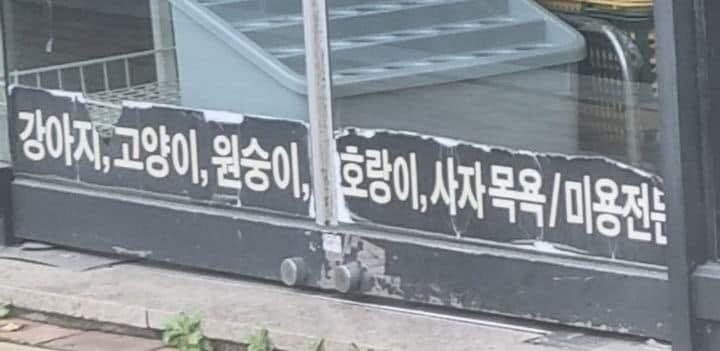 강아지, 고양이, 원숭이, 호랑이, 사자목욕/미용전문